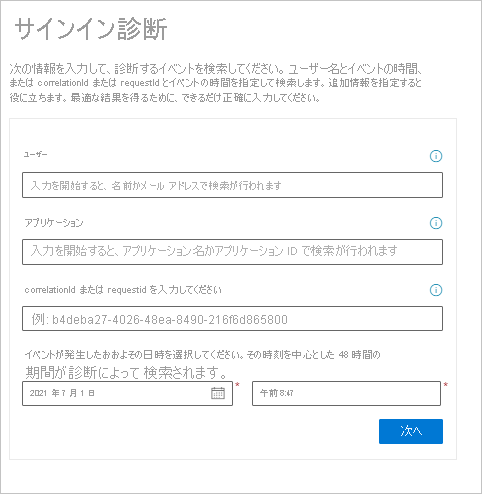 サインイン診断
次の情報を入力して、診断するイベントを検索してください。ユーザー名とイベントの時間、
または correlationId または requestId とイベントの時間を指定して検索します。追加情報を指定すると
役に立ちます。最適な結果を得るために、できるだけ正確に入力してください。
ユーザー
入力を開始すると、名前かメール アドレスで検索が行われます
アプリケーション
入力を開始すると、アプリケーション名かアプリケーション ID で検索が行われます
correlationId または requestid を入力してください
例: b4deba27-4026-48ea-8490-216f6d865800
イベントが発生したおおよその日時を選択してください。その時刻を中心とした 48 時間の
期間が診断によって検索されます。
2021 年 7 月 1 日 * 午前 8:47 *
次へ